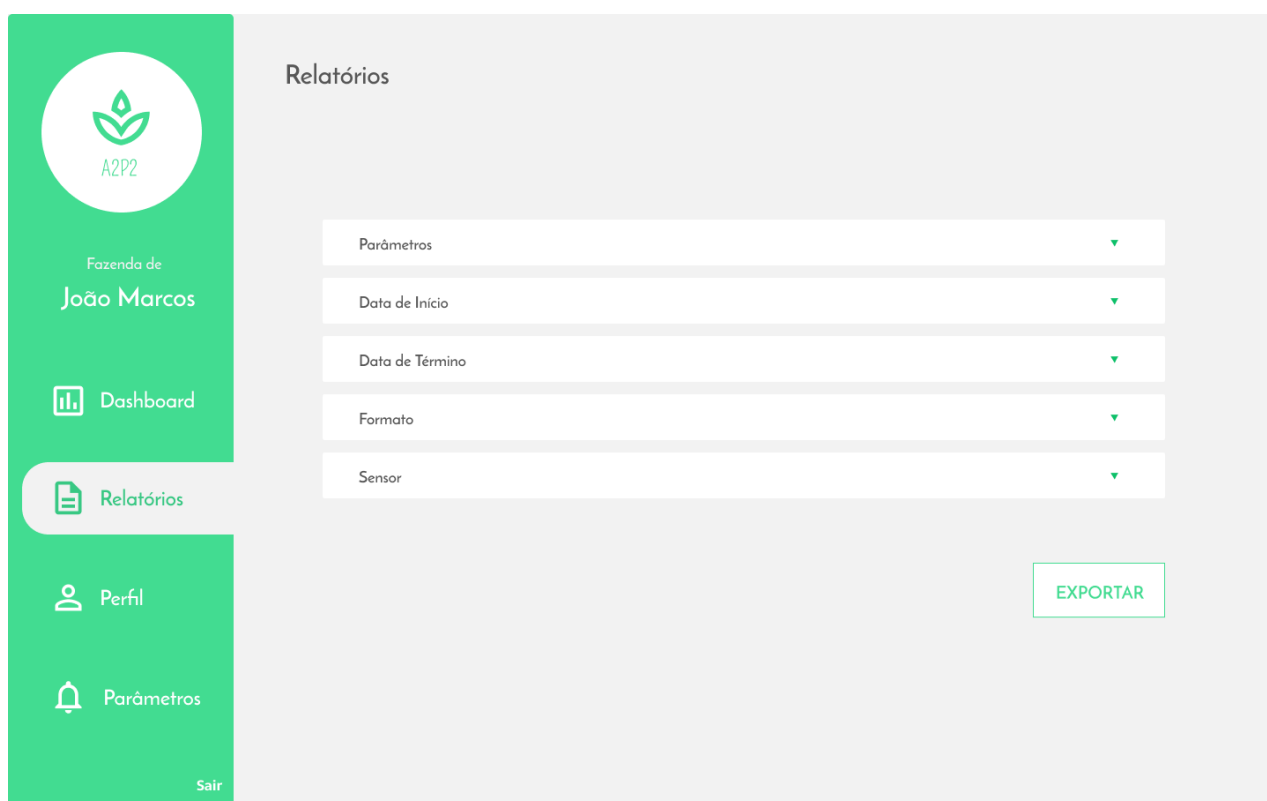 A2P2
Fazenda de
João Marcos
Dashboard
Relatórios
Perfil
Parâmetros
Sair
Relatórios
Parâmetros
Data de Início
Data de Término
Formato
Sensor
EXPORTAR